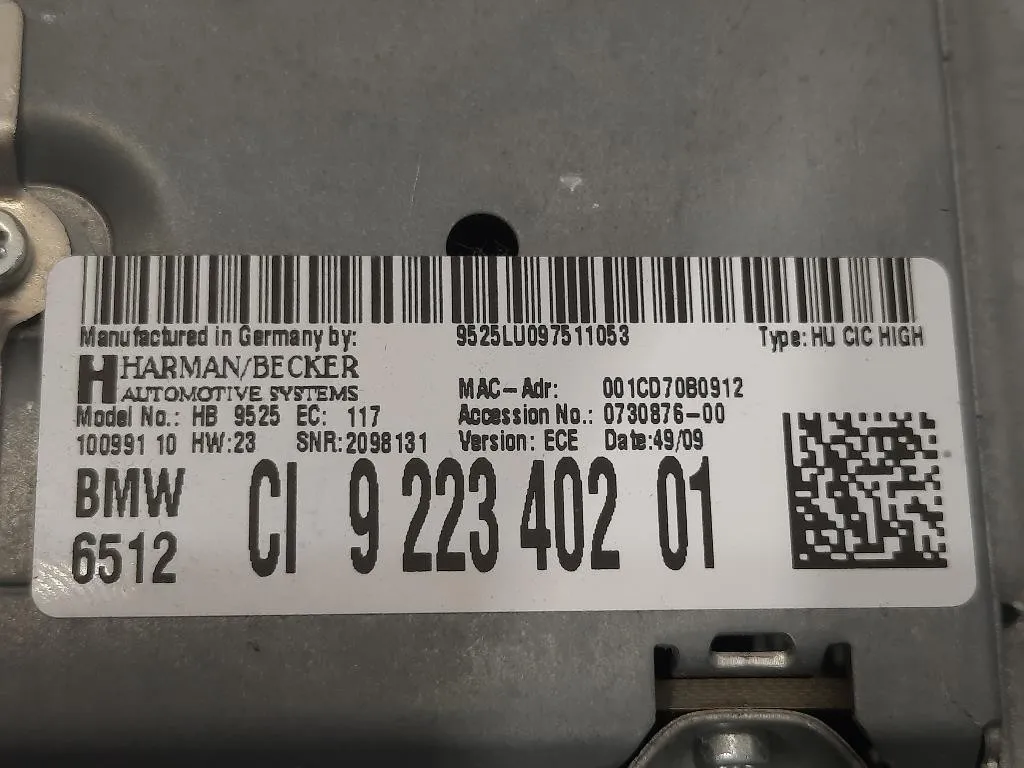 Manufactured in Germany by: 9525LU097511053 Type: HU CIC HIGH
H HARMAN/BECKER
AUTOMOTIVE SYSTEMS MAC-Adr: 001CD70B0912
Model No.: HB 9525 EC: 117 Accession No.: 0730876-00
100991 10 HW:23 SNR:2098131 Version: ECE Date:49/09
BMW CI 9 223 402 01
6512